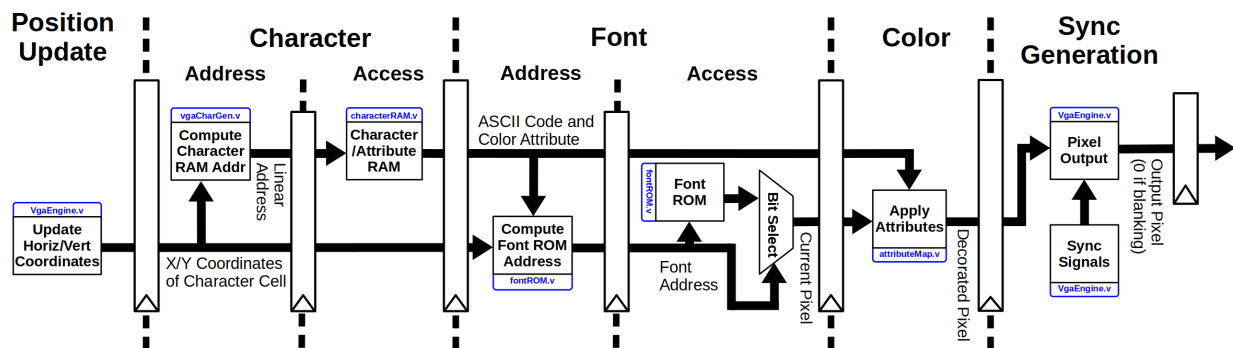 Position
Update
Character
Font
Color
Sync
Generation
Address
Access
Address
Access
VgaEngine.v
Update
Horiz/Vert
Coordinates
vgaCharGen.v
Compute
Character
RAM Addr
Linear
Address
X/Y Coordinates
of Character Cell
characterRAM.v
Character
/Attribute
RAM
ASCII Code and
Color Attribute
Compute
Font ROM
Address
fontROM.v
fontROM.v
Font
ROM
Font
Address
Bit Select
Current Pixel
Apply
Attributes
attributeMap.v
Decorated Pixel
VgaEngine.v
Pixel
Output
Sync
Signals
VgaEngine.v
Output Pixel
(0 if blanking)